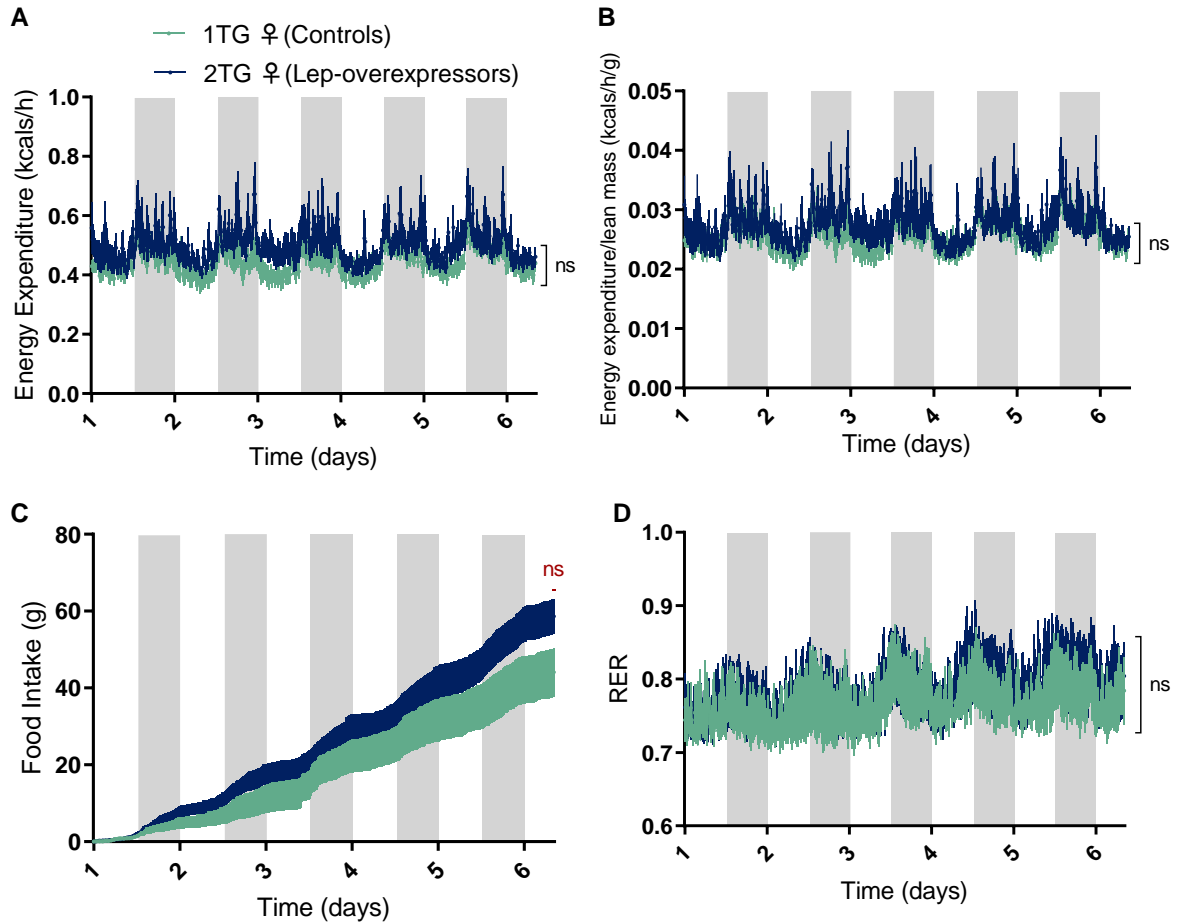 A
1TG ♀ (Controls)
2TG ♀ (Lep-overexpressors)
Energy Expenditure (kcals/h)
1.0
0.8
0.6
0.4
0.2
0.0
ns
1 2 3 4 5 6
Time (days)
B
Energy expenditure/lean mass (kcals/h/g)
0.05
0.04
0.03
0.02
0.01
0.00
ns
1 2 3 4 5 6
Time (days)
C
Food Intake (g)
80
60
40
20
0
ns
1 2 3 4 5 6
Time (days)
D
RER
1.0
0.9
0.8
0.7
0.6
ns
1 2 3 4 5 6
Time (days)